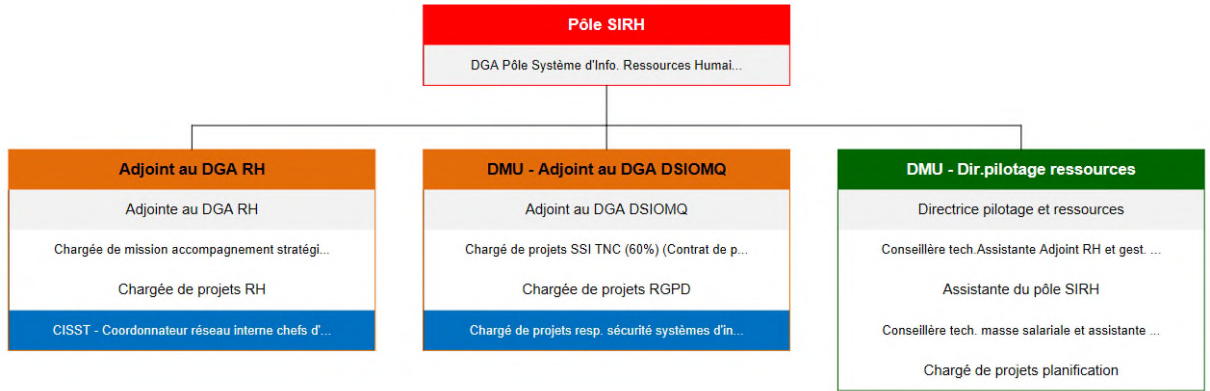 Pôle SIRH
DGA Pôle Système d'Info. Ressources Humai...
Adjoint au DGA RH
Adjointe au DGA RH
Chargée de mission accompagnement stratégi...
Chargée de projets RH
CISST - Coordonnateur réseau interne chefs d'...
DMU - Adjoint au DGA DSIOMQ
Adjoint au DGA DSIOMQ
Chargé de projets SSI TNC (60%) (Contrat de p...
Chargée de projets RGPD
Chargé de projets resp. sécurité systèmes d'in...
DMU - Dir.pilotage ressources
Directrice pilotage et ressources
Conseillère tech.Assistante Adjoint RH et gest. ...
Assistante du pôle SIRH
Conseillère tech. masse salariale et assistante ...
Chargé de projets planification